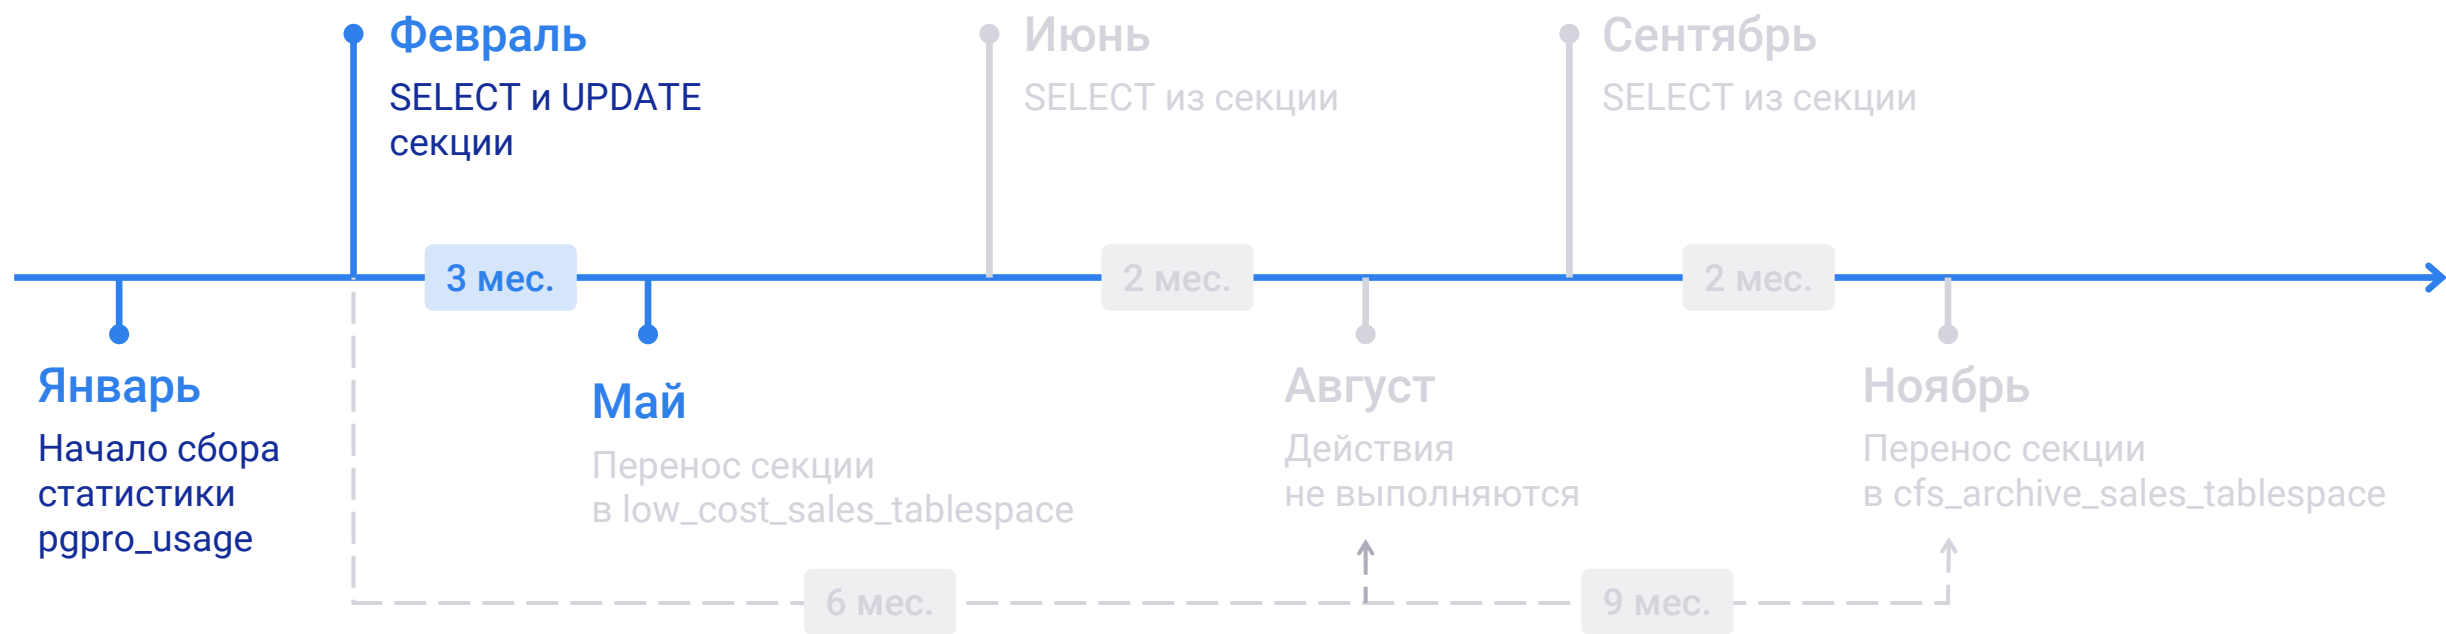 Февраль
SELECT и UPDATE
секции
Июнь
SELECT из секции
Сентябрь
SELECT из секции
3 мес.
2 мес.
2 мес.
Январь
Начало сбора
статистики
pgpro_usage
Май
Перенос секции
в low_cost_sales_tablespace
Август
Действия
не выполняются
Ноябрь
Перенос секции
в cfs_archive_sales_tablespace
6 мес.
9 мес.